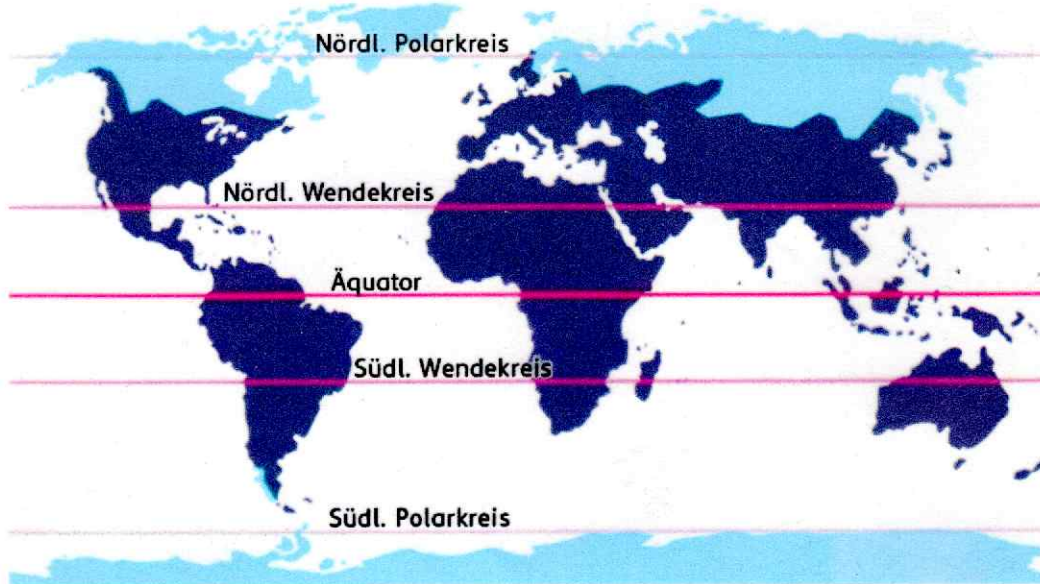 Nördl. Polarkreis
Nördl. Wendekreis
Äquator
Südl. Wendekreis
Südl. Polarkreis